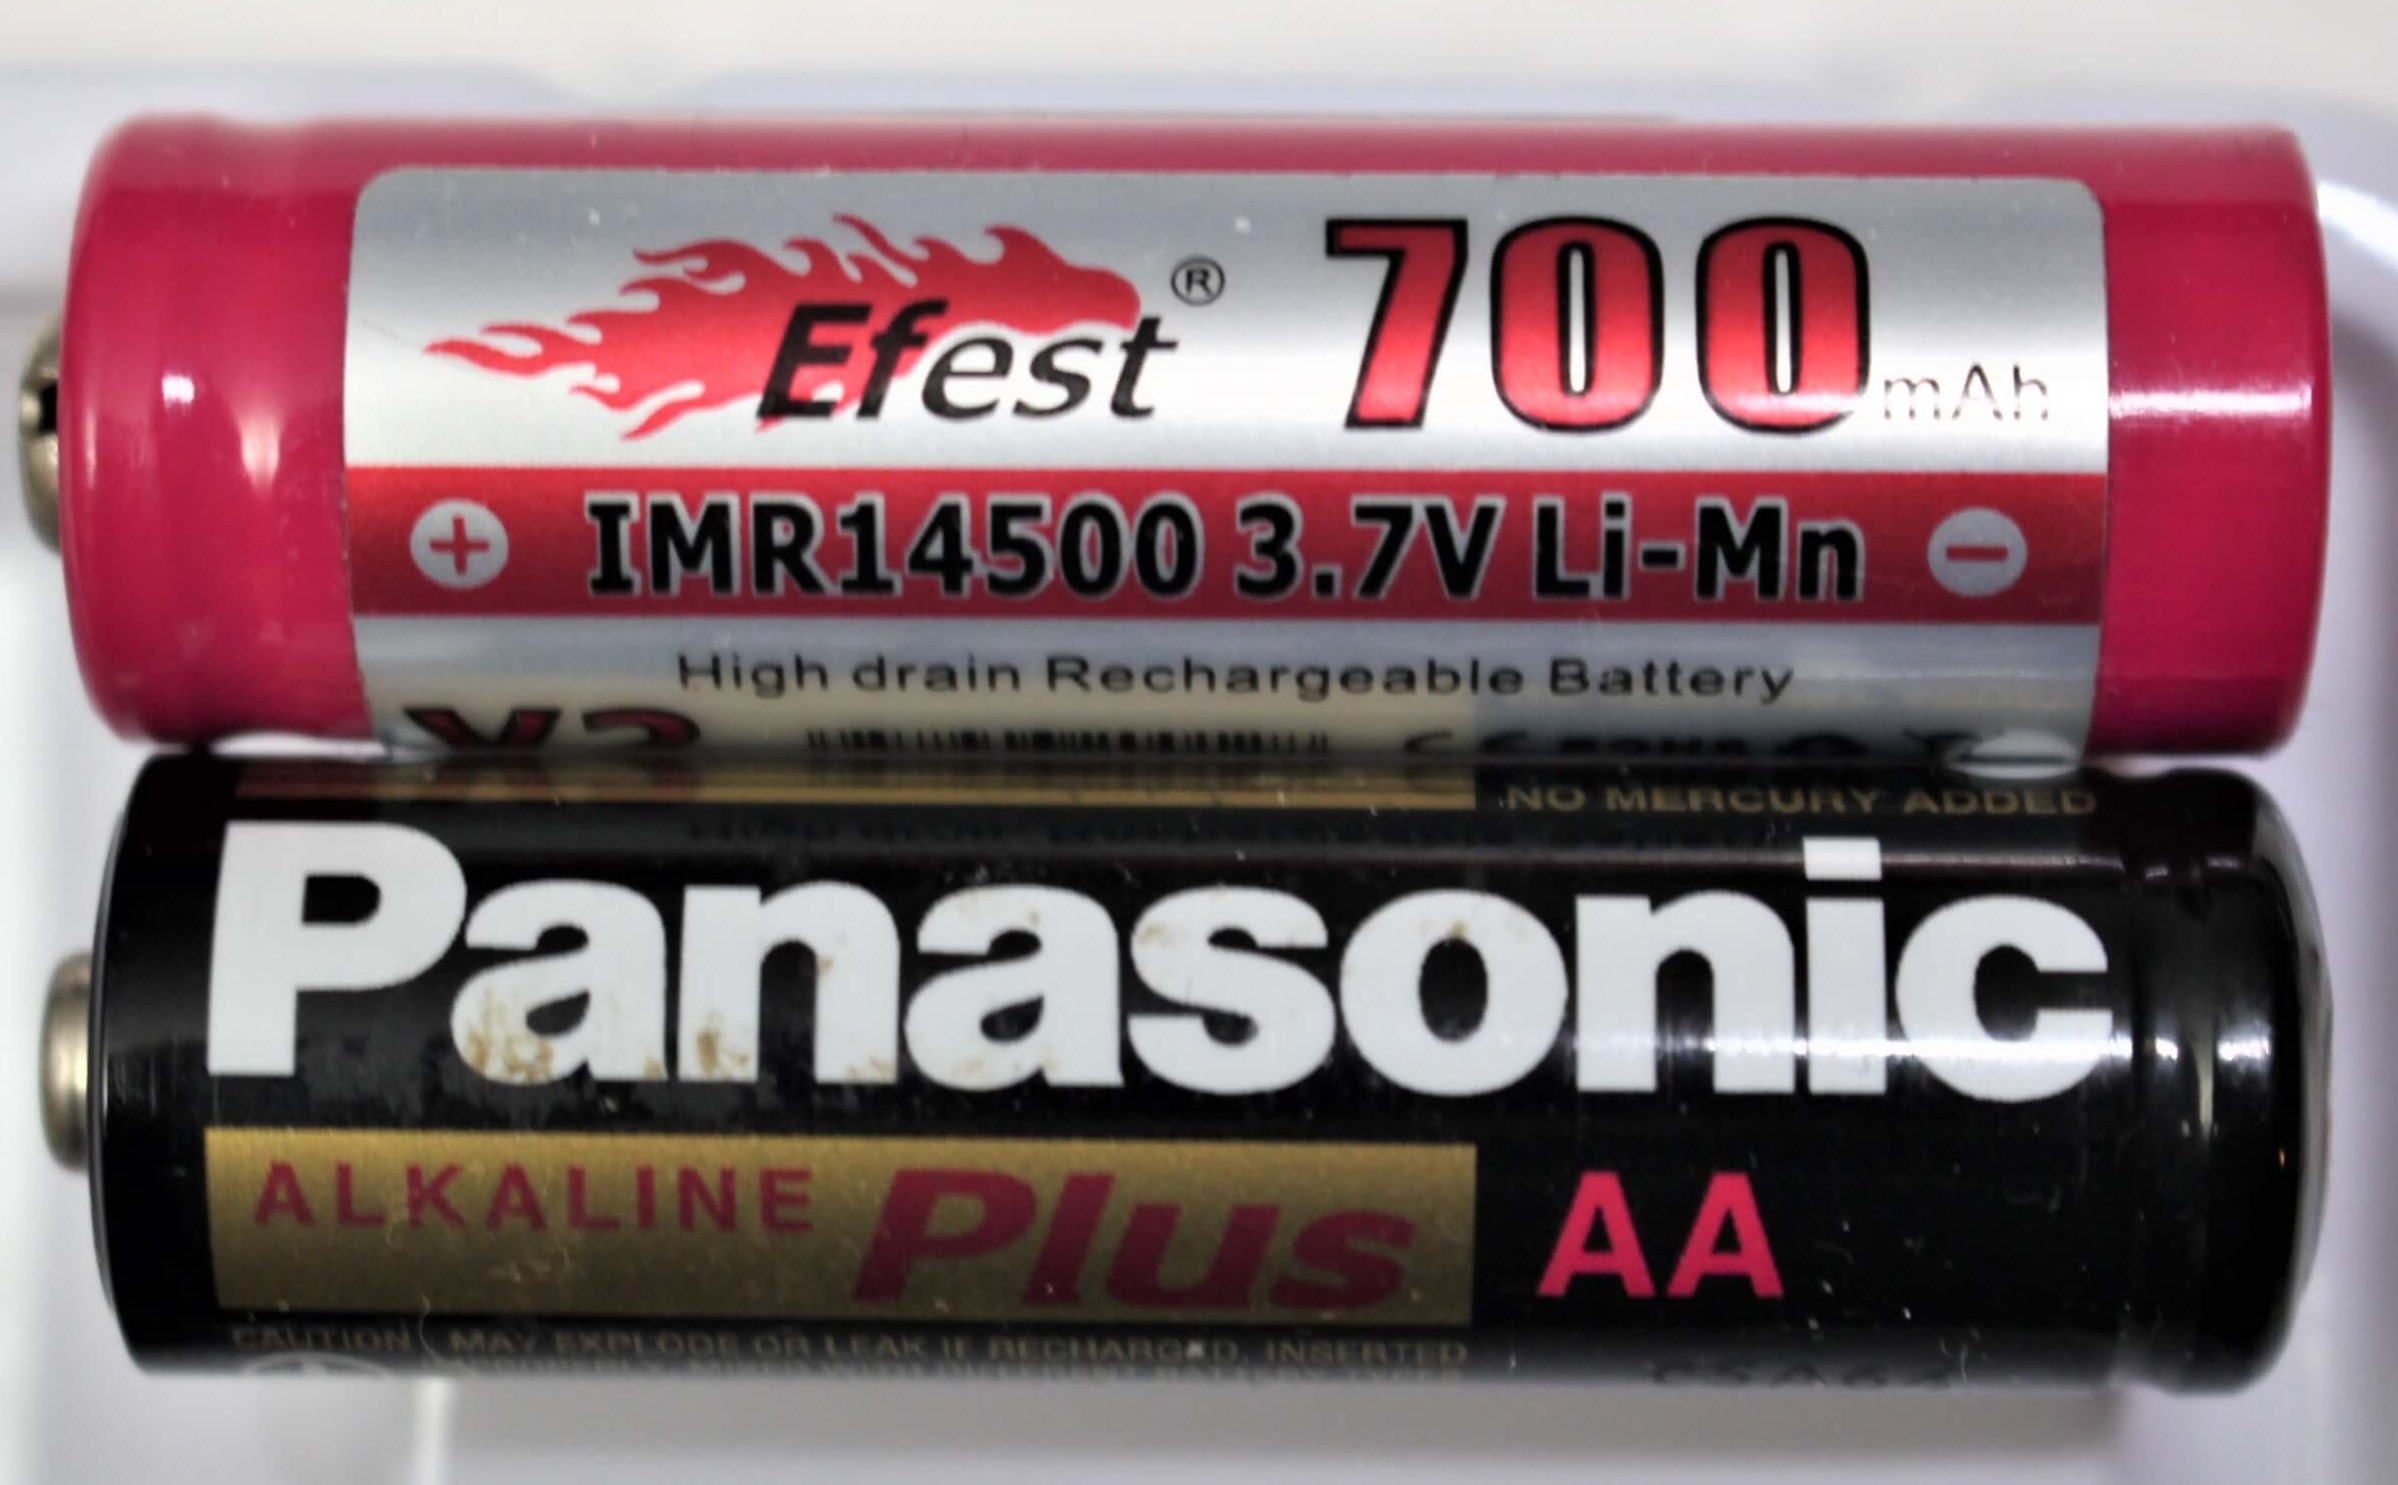 Efest® 700mAh
+ IMR14500 3.7V Li-Mn −
High drain Rechargeable Battery
V2
NO MERCURY ADDED
Panasonic
ALKALINE Plus AA
CAUTION MAY EXPLODE OR LEAK IF RECHARGED, INSERTED